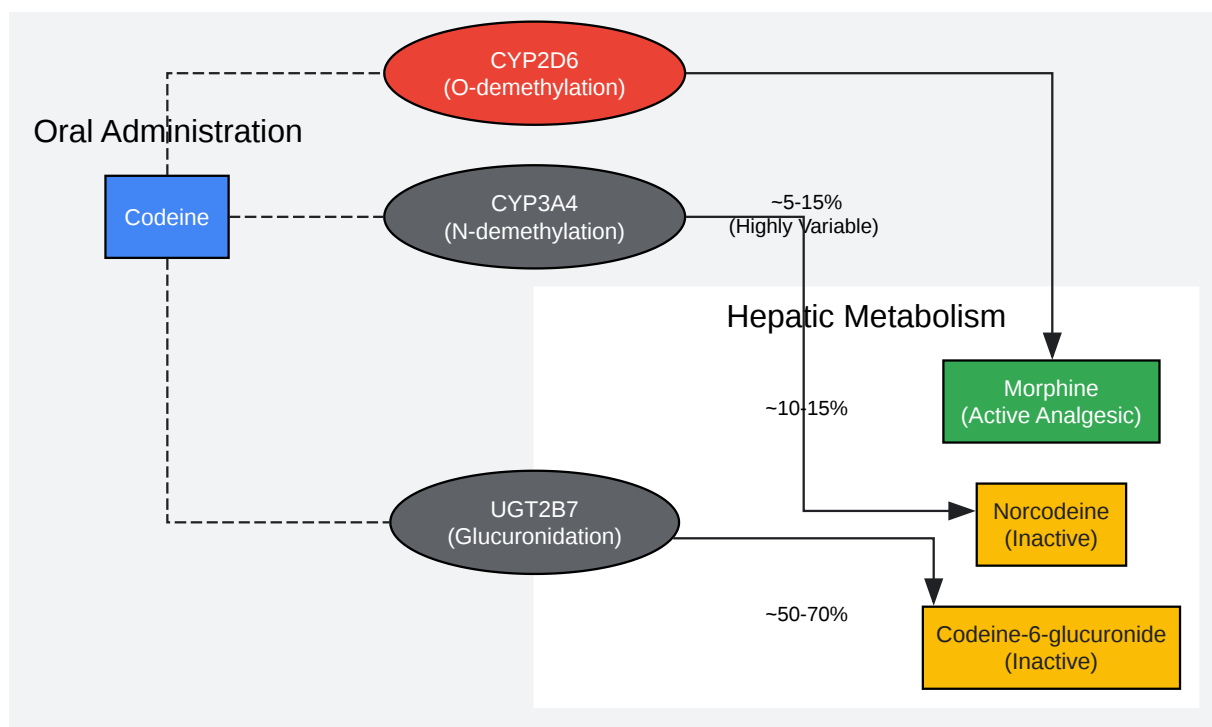 CYP2D6
(O-demethylation)
Oral Administration
Codeine
CYP3A4
(N-demethylation)
~5-15%
(Highly Variable)
Hepatic Metabolism
Morphine
(Active Analgesic)
~10-15%
UGT2B7
(Glucuronidation)
Norcodeine
(Inactive)
~50-70%
Codeine-6-glucuronide
(Inactive)